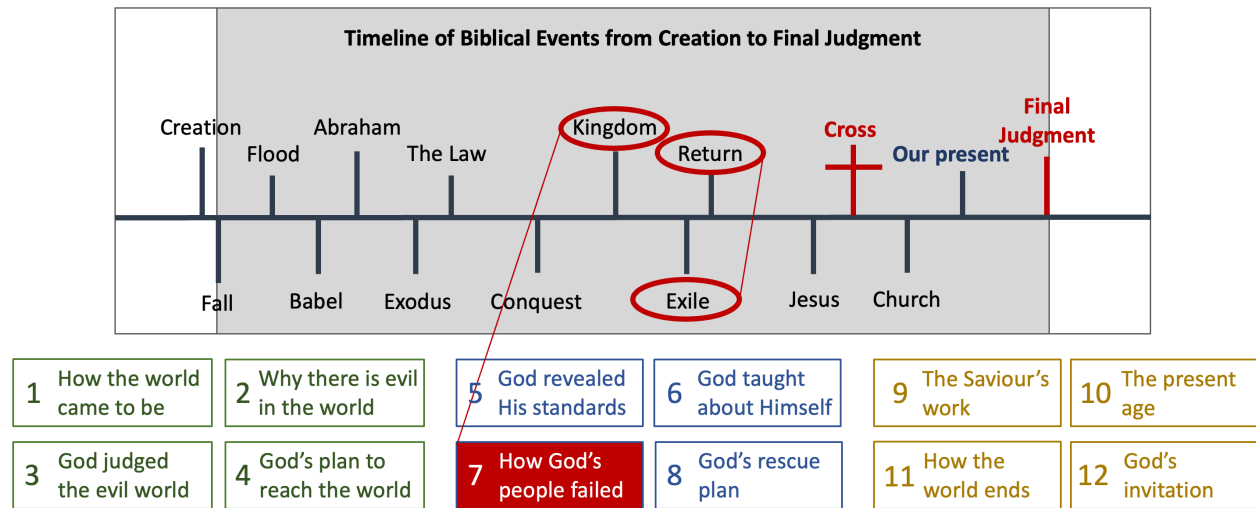 Timeline of Biblical Events from Creation to Final Judgment
Creation
Flood
Abraham
The Law
Kingdom
Return
Cross
Our present
Final
Judgment
Fall
Babel
Exodus
Conquest
Exile
Jesus
Church
1 How the world
came to be
2 Why there is evil
in the world
5 God revealed
His standards
6 God taught
about Himself
9 The Saviour’s
work
10 The present
age
3 God judged
the evil world
4 God’s plan to
reach the world
7 How God’s
people failed
8 God’s rescue
plan
11 How the
world ends
12 God’s
invitation